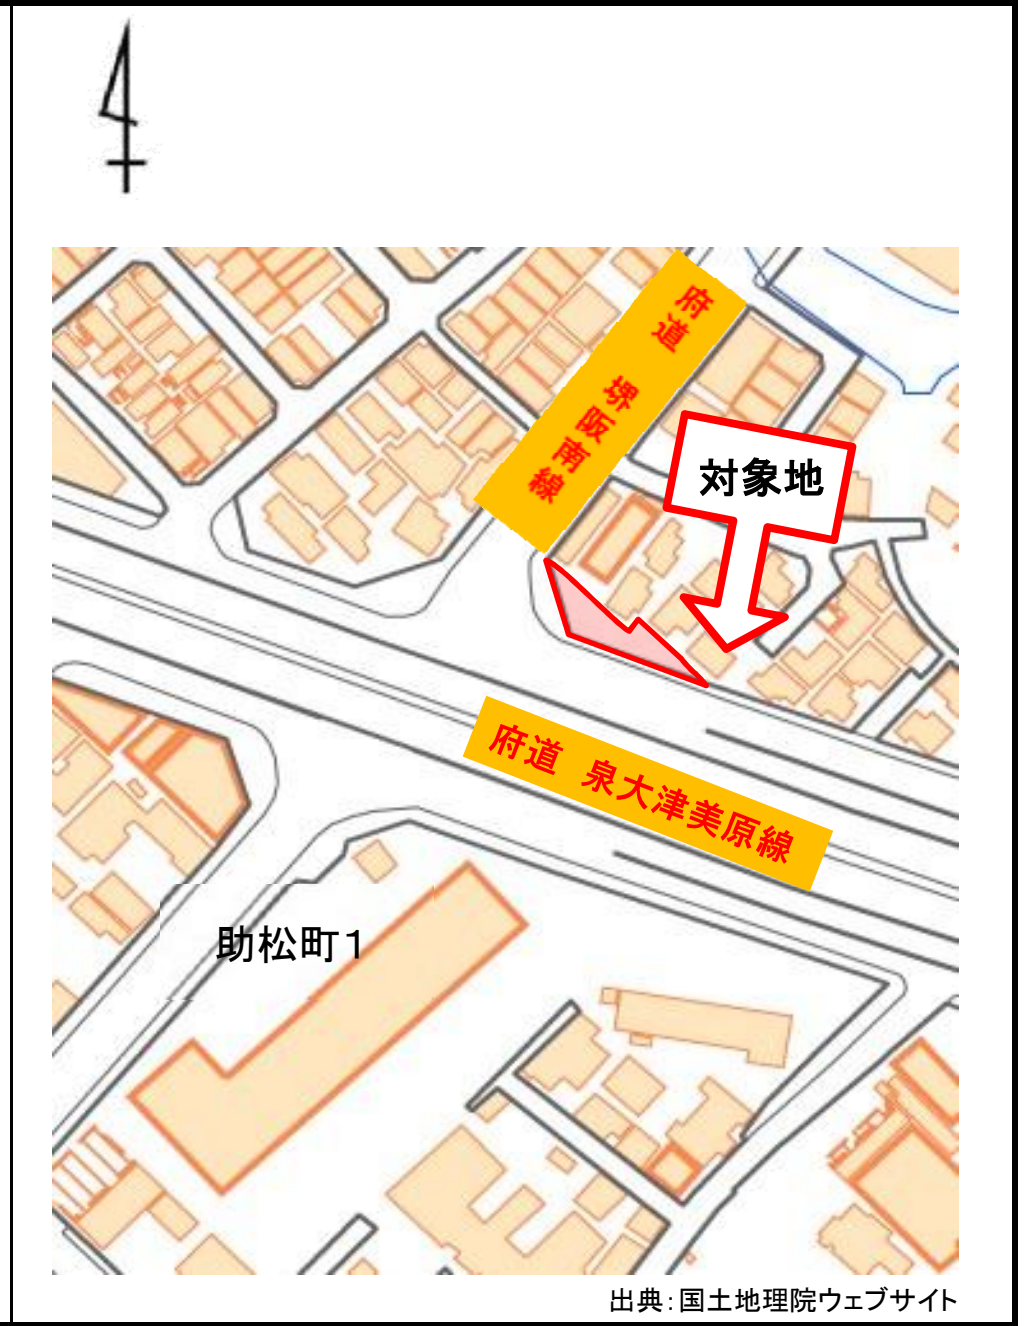 府道 堺阪南線
対象地
府道 泉大津美原線
助松町1
出典:国土地理院ウェブサイト